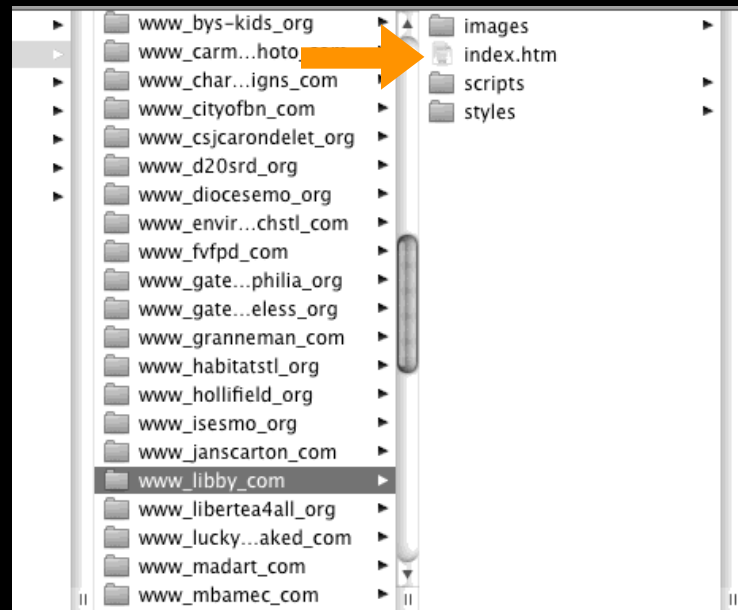 www_bys-kids_org
www_carm...hoto_com
www_char...igns_com
www_cityofbn_com
www_csjcarondelet_org
www_d20srd_org
www_diocesemo_org
www_envir...chstl_com
www_fvfpd_com
www_gate...philia_org
www_gate...eless_org
www_granneman_com
www_habitatstl_org
www_hollifield_org
www_isesmo_org
www_janscarton_com
www_libby_com
www_libertea4all_org
www_lucky...aked_com
www_madart_com
www_mbamec_com
images
index.htm
scripts
styles